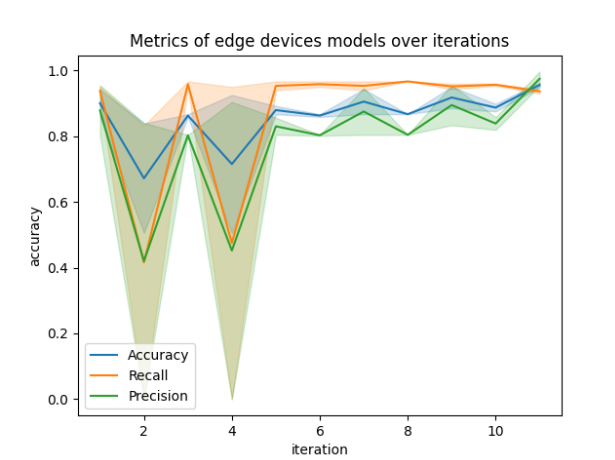 Metrics of edge devices models over iterations
accuracy
1.0
0.8
0.6
0.4
0.2
0.0
Accuracy
Recall
Precision
2
4
6
8
10
iteration